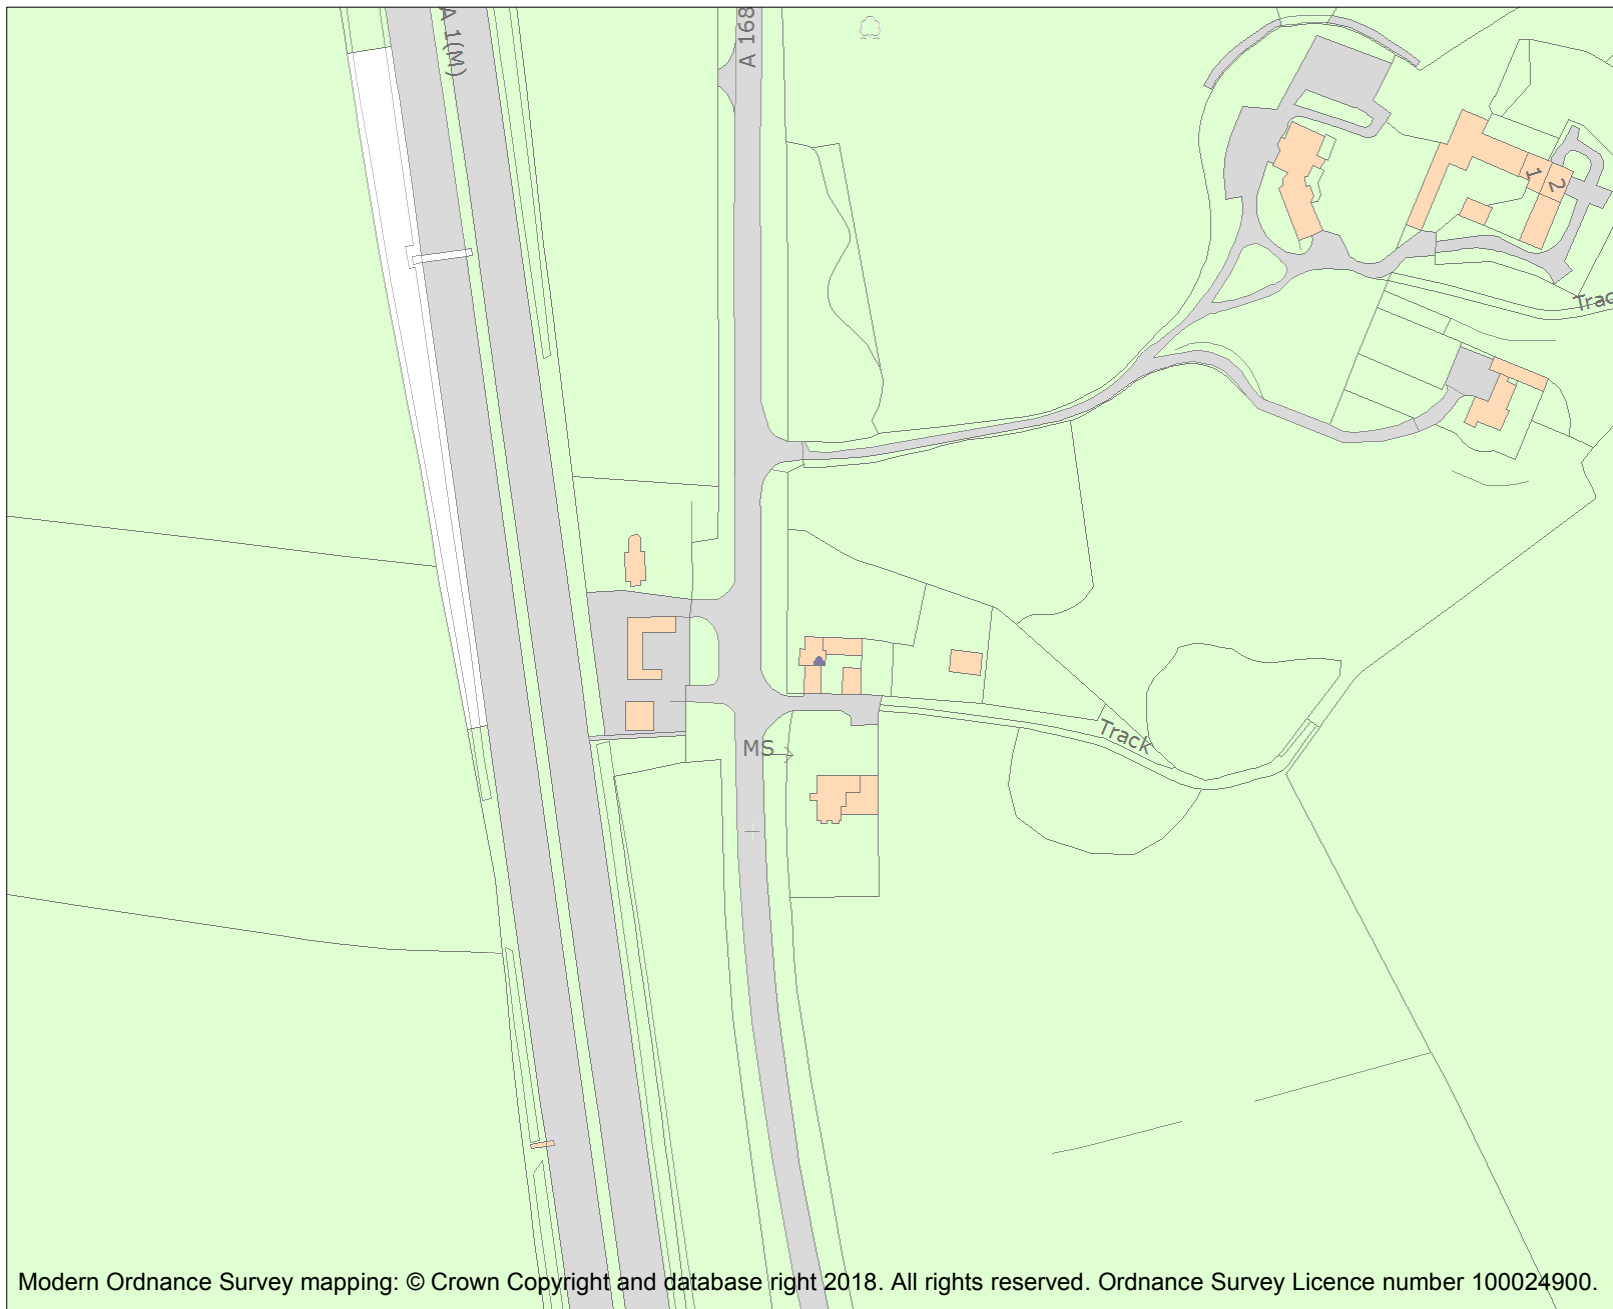 A 1(M)
A 168
1
2
Trac
MS
Track
Modern Ordnance Survey mapping: © Crown Copyright and database right 2018. All rights reserved. Ordnance Survey Licence number 100024900.